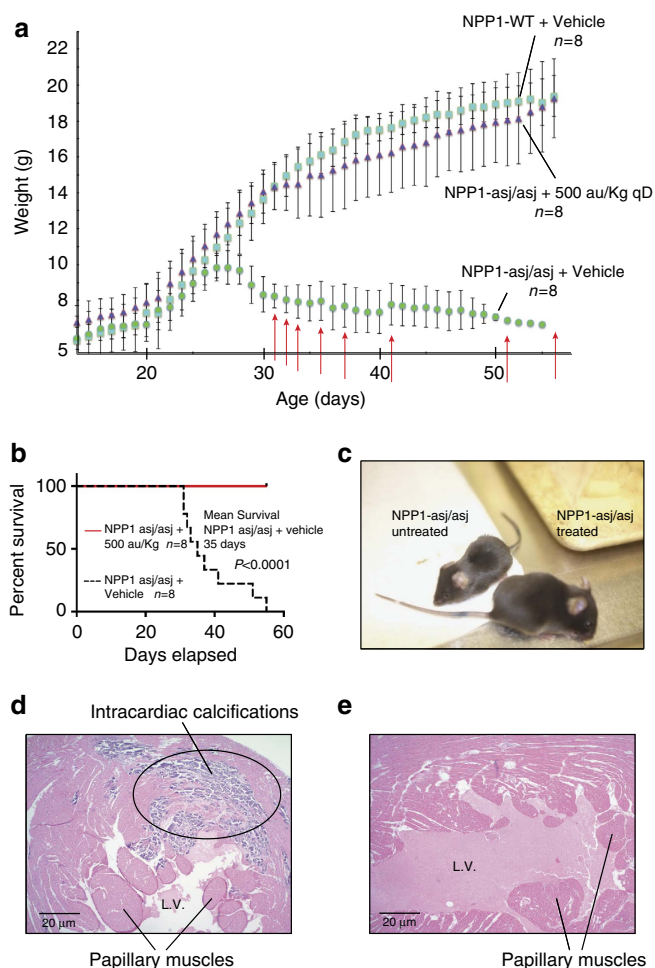 a
NPP1-WT + Vehicle
n=8
22
20
18
16
14
12
10
8
5
Weight (g)
NPP1-asj/asj + 500 au/Kg qD
n=8
NPP1-asj/asj + Vehicle
n=8
20 30 40 50
Age (days)
b
100
50
0
Percent survival
NPP1 asj/asj +
500 au/Kg n=8
Mean Survival
NPP1 asj/asj + vehicle
35 days
P<0.0001
NPP1 asj/asj +
Vehicle n=8
0 20 40 60
Days elapsed
c
NPP1-asj/asj
untreated
NPP1-asj/asj
treated
d
Intracardiac calcifications
L.V.
20 μm
Papillary muscles
e
L.V.
20 μm
Papillary muscles